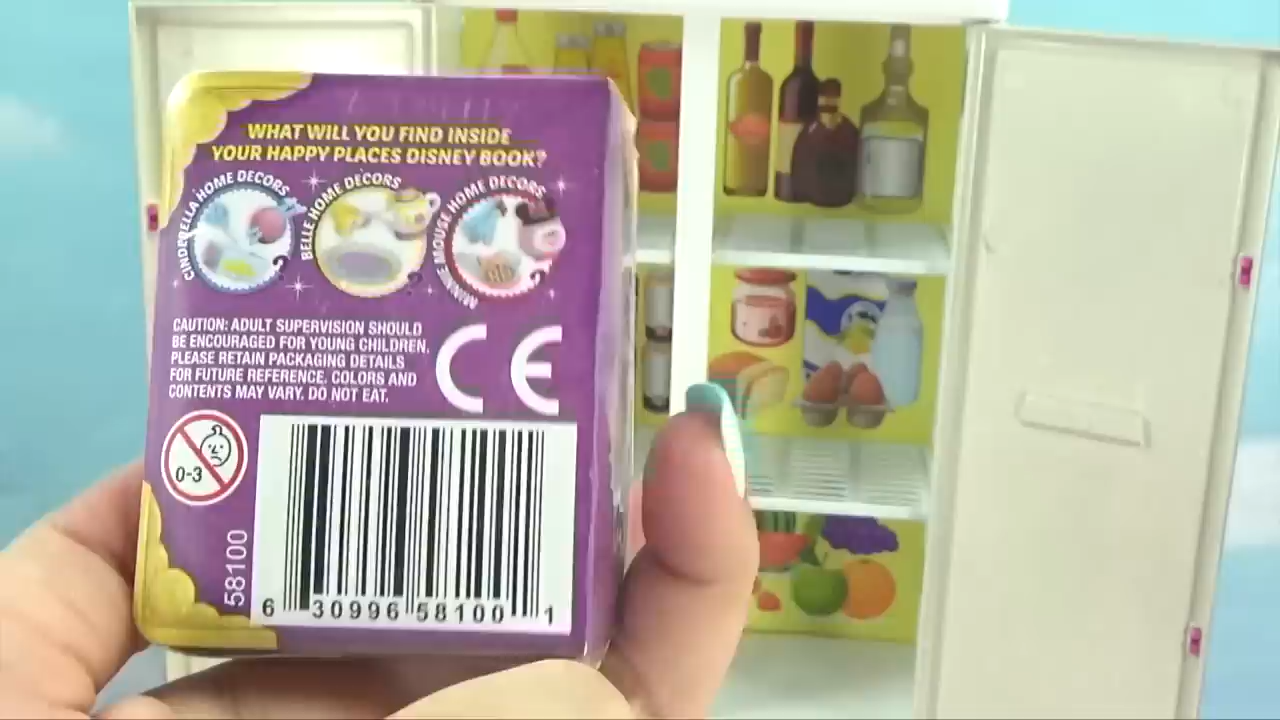 WHAT WILL YOU FIND INSIDE
YOUR HAPPY PLACES DISNEY BOOK?
CINDERELLA HOME DECORS
BELLE HOME DECORS
MINNIE MOUSE HOME DECORS
CAUTION: ADULT SUPERVISION SHOULD
BE ENCOURAGED FOR YOUNG CHILDREN.
PLEASE RETAIN PACKAGING DETAILS
FOR FUTURE REFERENCE. COLORS AND
CONTENTS MAY VARY. DO NOT EAT.
CE
0-3
58100
6 30996 58100 1